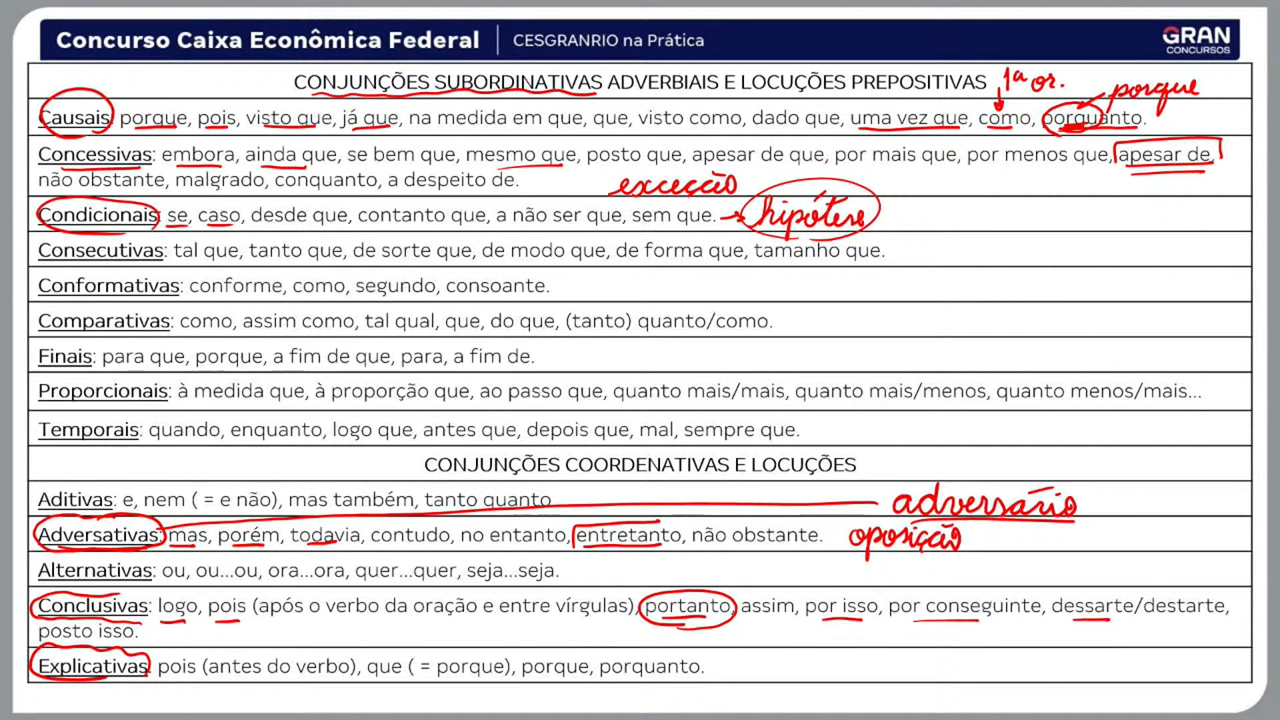 Concurso Caixa Econômica Federal | CESGRANRIO na Prática
GRAN
CONCURSOS
CONJUNÇÕES SUBORDINATIVAS ADVERBIAIS E LOCUÇÕES PREPOSITIVAS
1ª or.
porque
Causais: porque, pois, visto que, já que, na medida em que, que, visto como, dado que, uma vez que, como, porquanto.
Concessivas: embora, ainda que, se bem que, mesmo que, posto que, apesar de que, por mais que, por menos que, apesar de,
não obstante, malgrado, conquanto, a despeito de.
exceção
Condicionais: se, caso, desde que, contanto que, a não ser que, sem que.
hipótese
Consecutivas: tal que, tanto que, de sorte que, de modo que, de forma que, tamanho que.
Conformativas: conforme, como, segundo, consoante.
Comparativas: como, assim como, tal qual, que, do que, (tanto) quanto/como.
Finais: para que, porque, a fim de que, para, a fim de.
Proporcionais: à medida que, à proporção que, ao passo que, quanto mais/mais, quanto mais/menos, quanto menos/mais...
Temporais: quando, enquanto, logo que, antes que, depois que, mal, sempre que.
CONJUNÇÕES COORDENATIVAS E LOCUÇÕES
Aditivas: e, nem ( = e não), mas também, tanto quanto
adversário
Adversativas: mas, porém, todavia, contudo, no entanto, entretanto, não obstante.
oposição
Alternativas: ou, ou...ou, ora...ora, quer...quer, seja...seja.
Conclusivas: logo, pois (após o verbo da oração e entre vírgulas), portanto, assim, por isso, por conseguinte, dessarte/destarte,
posto isso.
Explicativas: pois (antes do verbo), que ( = porque), porque, porquanto.